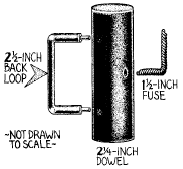 2½-INCH
BACK
LOOP
1½-INCH
FUSE
~NOT DRAWN
TO SCALE~
2¼-INCH
DOWEL